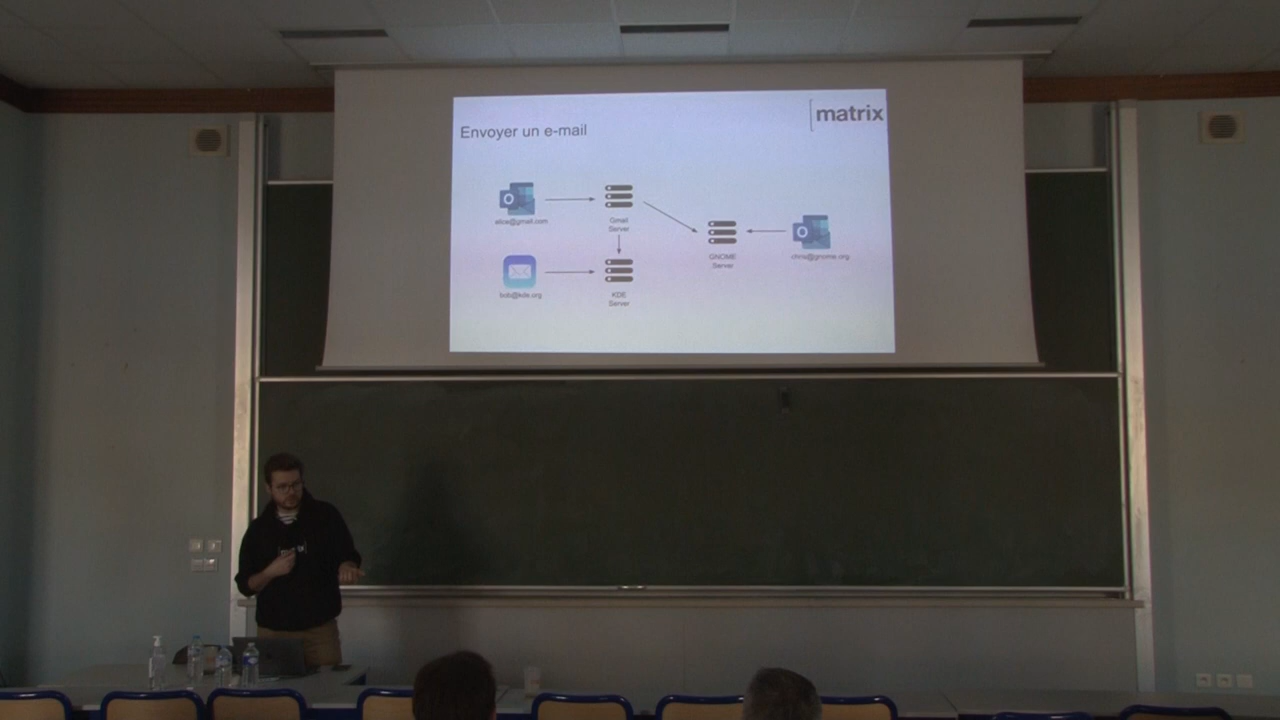 [matrix
Envoyer un e-mail
alice@gmail.com
Gmail
Server
GNOME
Server
chris@gnome.org
bob@kde.org
KDE
Server